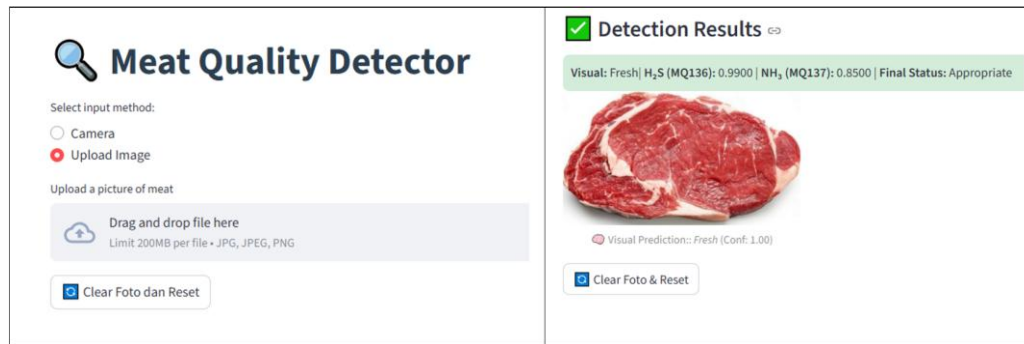 Meat Quality Detector
Select input method:
Camera
Upload Image
Upload a picture of meat
Drag and drop file here
Limit 200MB per file • JPG, JPEG, PNG
Clear Foto dan Reset
Detection Results
Visual: Fresh| H₂S (MQ136): 0.9900 | NH₃ (MQ137): 0.8500 | Final Status: Appropriate
Visual Prediction:: Fresh (Conf: 1.00)
Clear Foto & Reset